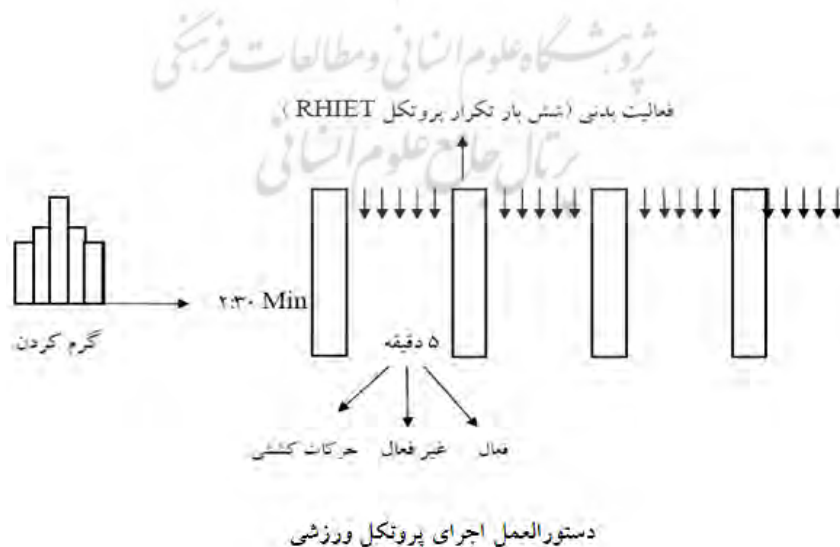 پژوهشگاه علوم انسانی و مطالعات فرهنگی
پرتال جامع علوم انسانی
فعالیت بدنی (شش بار تکرار پروتکل RHIET)
۲:۳۰ Min
گرم کردن
۵ دقیقه
فعال
غیر فعال
حرکات کششی
دستورالعمل اجرای پروتکل ورزشی